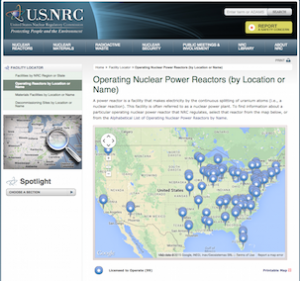 U.S.NRC
United States Nuclear Regulatory Commission
Protecting People and the Environment
REPORT
NUCLEAR REACTORS
NUCLEAR MATERIALS
RADIOACTIVE WASTE
NUCLEAR SECURITY
PUBLIC MEETINGS & INVOLVEMENT
NRC LIBRARY
ABOUT NRC
FACILITY LOCATOR
Facilities by NRC Region or State
Operating Reactors by Location or Name
Materials Facilities by Location or Name
Decommissioning Sites by Location or Name
Spotlight
CHOOSE A SECTION
Home > Facility Locator > Operating Nuclear Power Reactors (by Location or Name)
Operating Nuclear Power Reactors (by Location or Name)
A power reactor is a facility that makes electricity by the continuous splitting of uranium atoms (i.e., a
nuclear reaction). This facility is often referred to as a nuclear power plant. To find information about a
particular operating nuclear power reactor that NRC regulates, select that reactor from the map below, or
from the Alphabetical List of Operating Nuclear Power Reactors by Name.
United States
Mexico
Licensed to Operate (100)
Printable Map